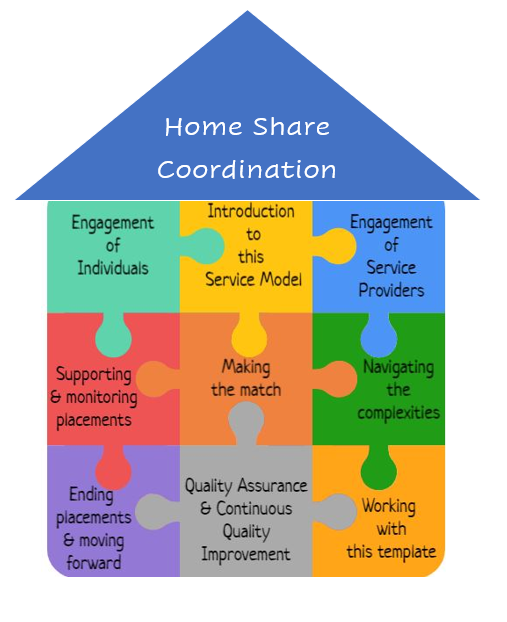 Home Share
Coordination
Engagement
of
Individuals
Introduction
to
this
Service Model
Engagement
of
Service
Providers
Supporting
& monitoring
placements
Making
the match
Navigating
the
complexities
Ending
placements
& moving
forward
Quality Assurance
& Continuous
Quality
Improvement
Working
with
this template